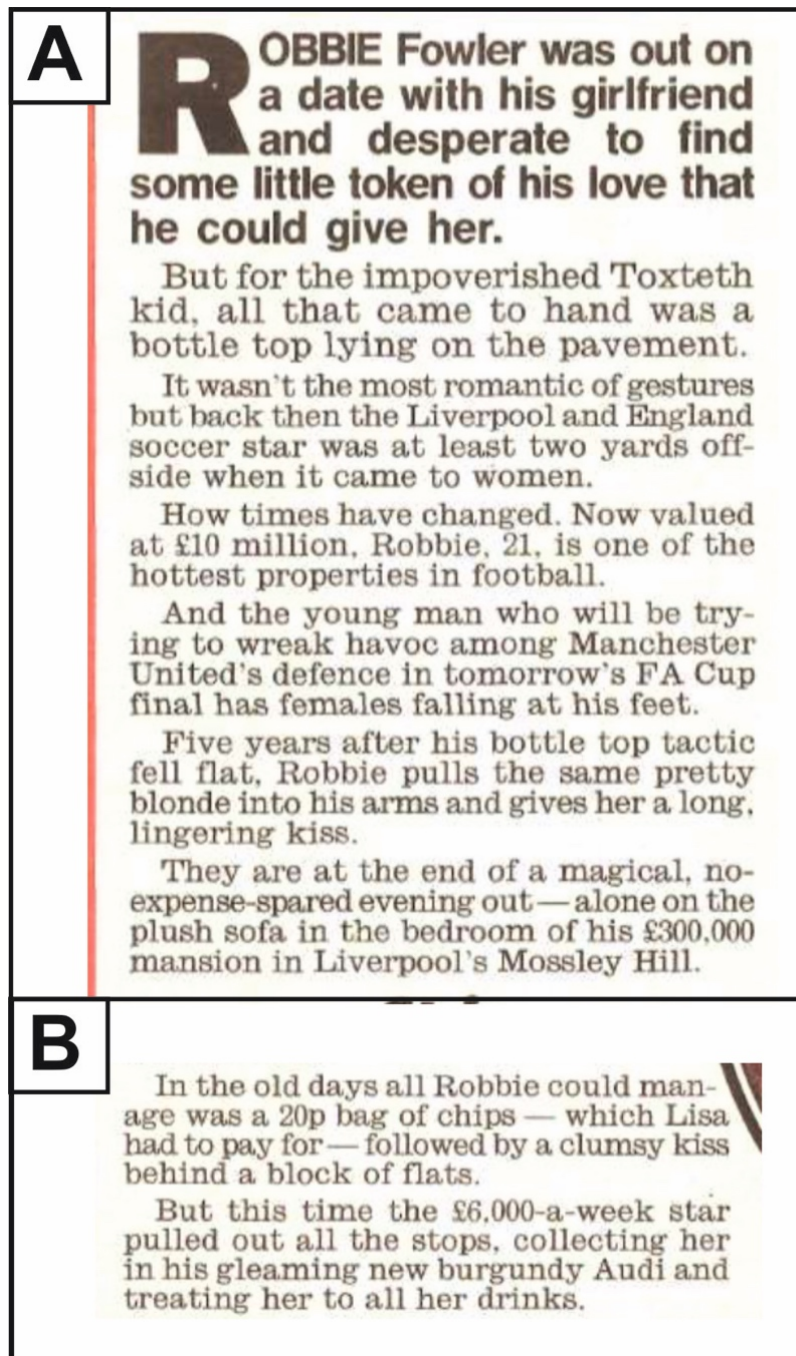 A
ROBBIE Fowler was out on
a date with his girlfriend
and desperate to find
some little token of his love that
he could give her.
But for the impoverished Toxteth
kid, all that came to hand was a
bottle top lying on the pavement.
It wasn't the most romantic of gestures
but back then the Liverpool and England
soccer star was at least two yards off-
side when it came to women.
How times have changed. Now valued
at £10 million, Robbie, 21, is one of the
hottest properties in football.
And the young man who will be try-
ing to wreak havoc among Manchester
United's defence in tomorrow's FA Cup
final has females falling at his feet.
Five years after his bottle top tactic
fell flat, Robbie pulls the same pretty
blonde into his arms and gives her a long,
lingering kiss.
They are at the end of a magical, no-
expense-spared evening out—alone on the
plush sofa in the bedroom of his £300,000
mansion in Liverpool's Mossley Hill.
B
In the old days all Robbie could man-
age was a 20p bag of chips — which Lisa
had to pay for — followed by a clumsy kiss
behind a block of flats.
But this time the £6,000-a-week star
pulled out all the stops, collecting her
in his gleaming new burgundy Audi and
treating her to all her drinks.